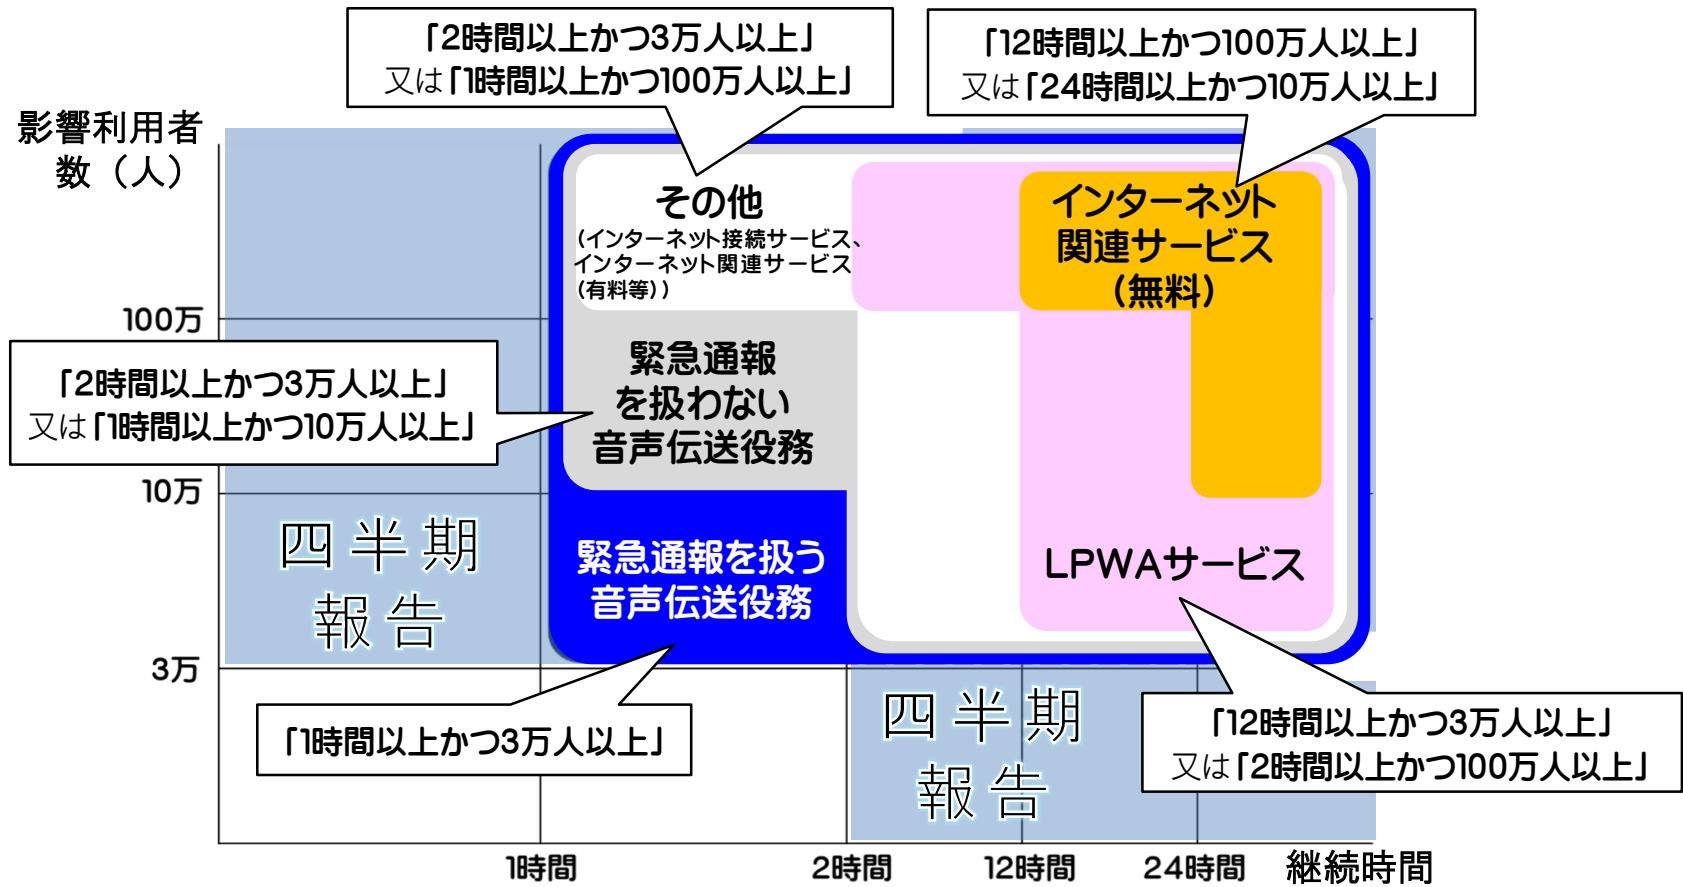 「2時間以上かつ3万人以上」
又は「1時間以上かつ100万人以上」
「12時間以上かつ100万人以上」
又は「24時間以上かつ10万人以上」
影響利用者
数（人）
その他
(インターネット接続サービス、
インターネット関連サービス
(有料等))
インターネット
関連サービス
(無料)
100万
「2時間以上かつ3万人以上」
又は「1時間以上かつ10万人以上」
緊急通報
を扱わない
音声伝送役務
10万
四半期
報告
緊急通報を扱う
音声伝送役務
LPWAサービス
3万
「1時間以上かつ3万人以上」
四半期
報告
「12時間以上かつ3万人以上」
又は「2時間以上かつ100万人以上」
1時間
2時間
12時間
24時間
継続時間